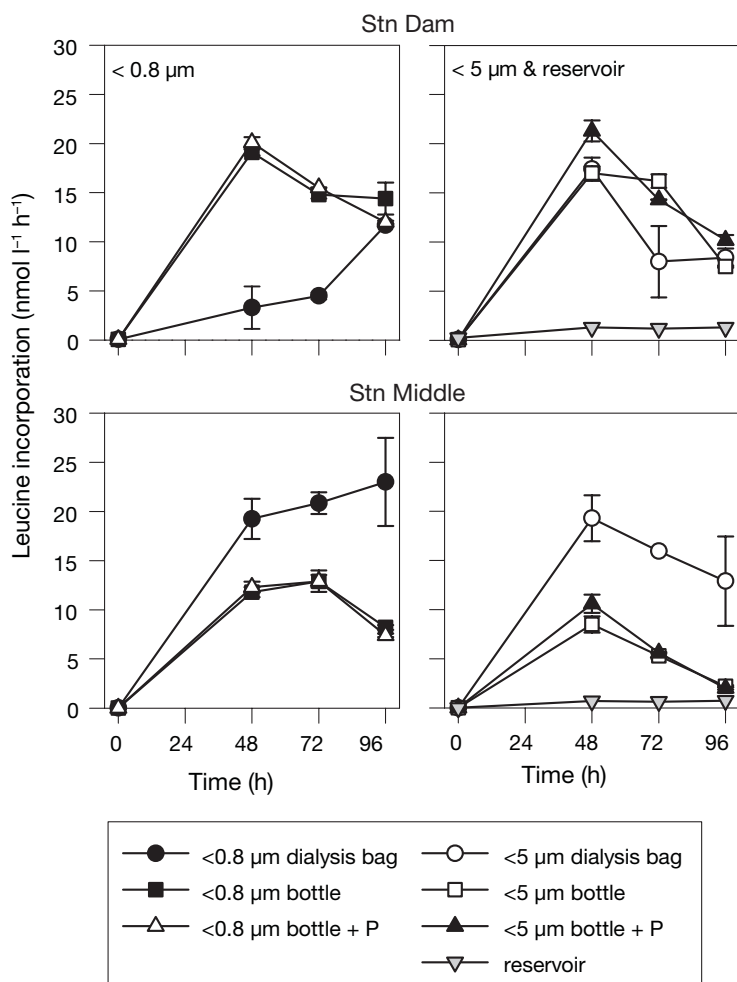 Stn Dam
30
25
20
15
10
5
0
< 0.8 µm
< 5 µm & reservoir
Stn Middle
30
25
20
15
10
5
0
Leucine incorporation (nmol l⁻¹ h⁻¹)
0 24 48 72 96
0 24 48 72 96
Time (h)
Time (h)
<0.8 µm dialysis bag
<0.8 µm bottle
<0.8 µm bottle + P
<5 µm dialysis bag
<5 µm bottle
<5 µm bottle + P
reservoir